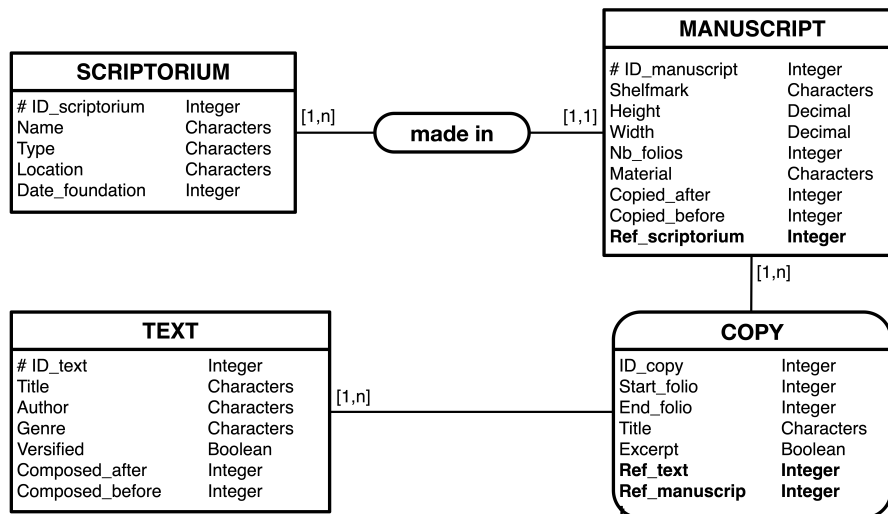 SCRIPTORIUM
# ID_scriptorium Integer
Name Characters
Type Characters
Location Characters
Date_foundation Integer
[1,n]
made in
[1,1]
MANUSCRIPT
# ID_manuscript Integer
Shelfmark Characters
Height Decimal
Width Decimal
Nb_folios Integer
Material Characters
Copied_after Integer
Copied_before Integer
Ref_scriptorium Integer
[1,n]
TEXT
# ID_text Integer
Title Characters
Author Characters
Genre Characters
Versified Boolean
Composed_after Integer
Composed_before Integer
[1,n]
COPY
ID_copy Integer
Start_folio Integer
End_folio Integer
Title Characters
Excerpt Boolean
Ref_text Integer
Ref_manuscrip Integer